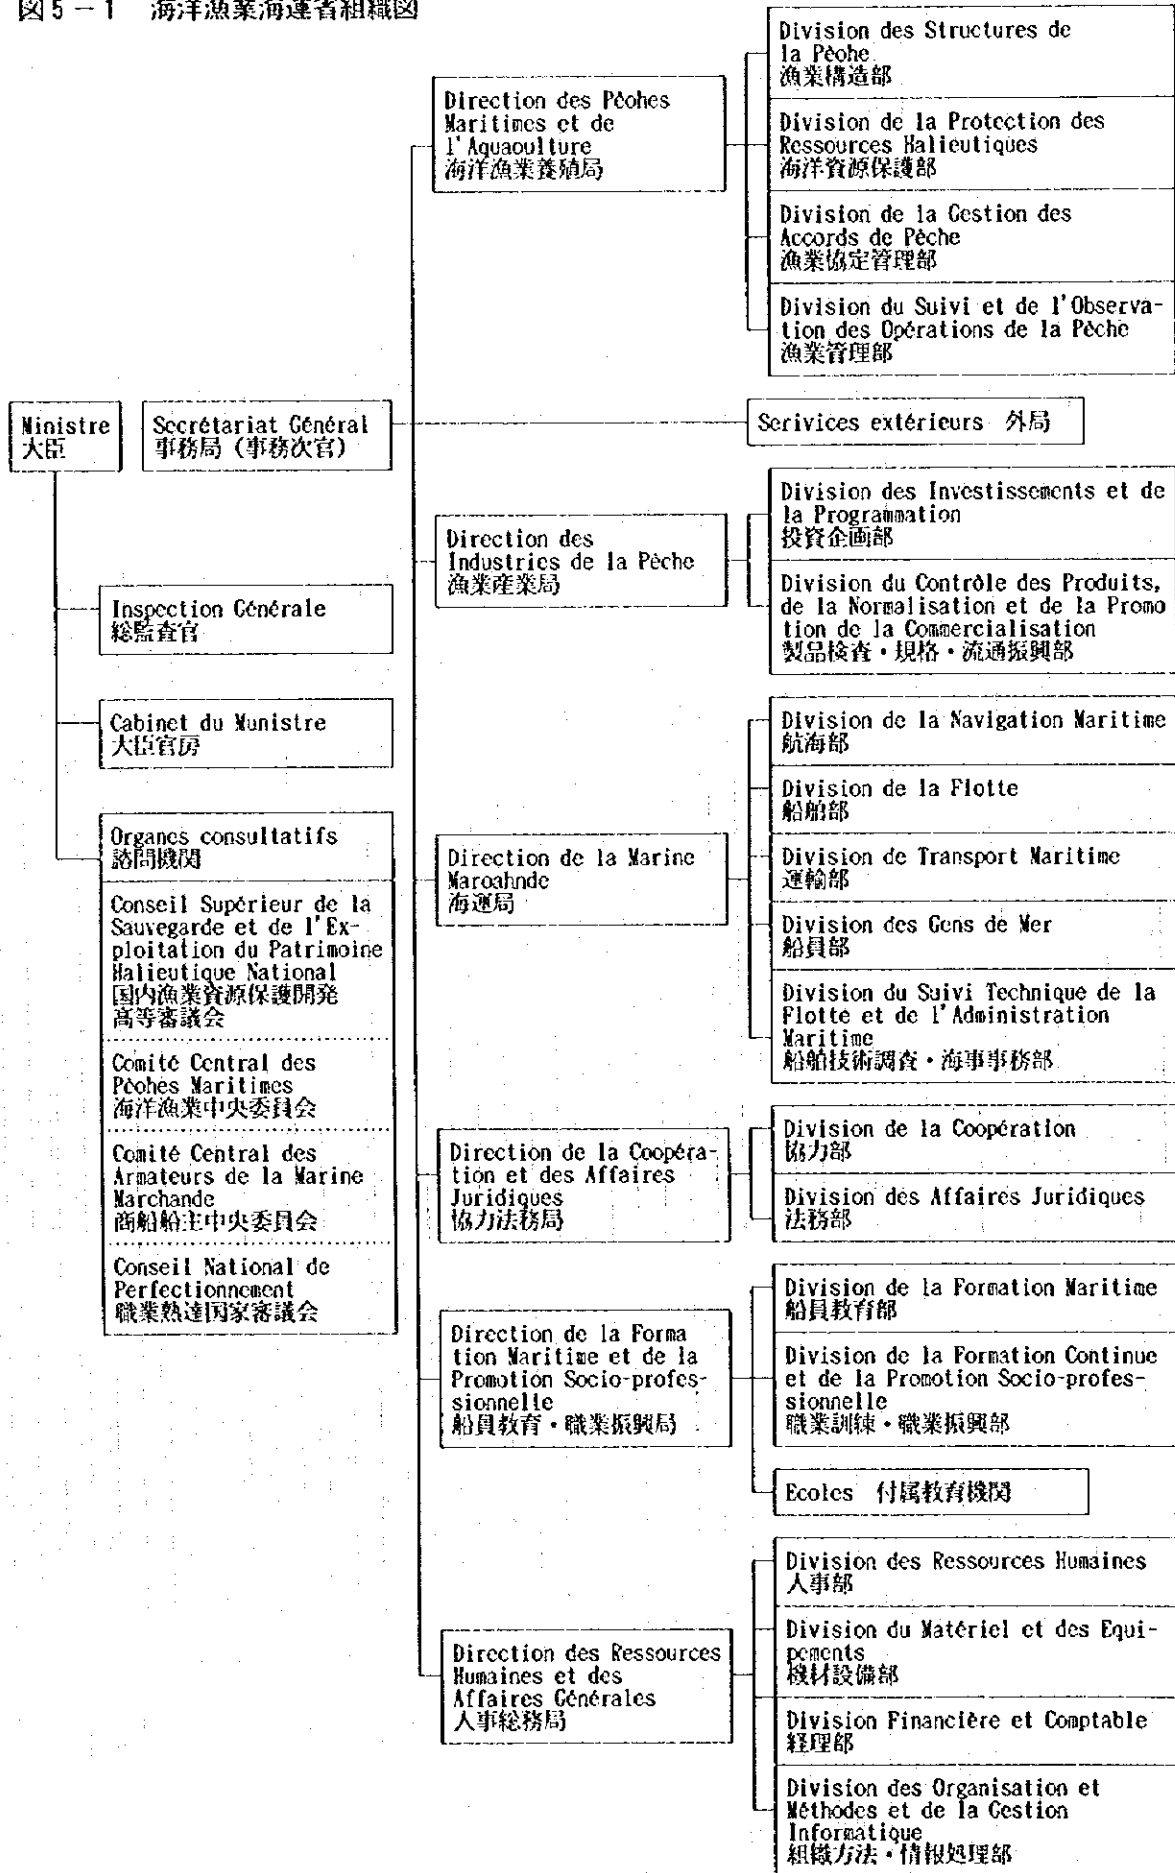 図5-1 海洋漁業海運省組織図
Ministre
大臣
Secrétariat Général
事務局（事務次官）
Inspection Générale
総監査官
Cabinet du Munistre
大臣官房
Organes consultatifs
諮問機関
Conseil Supérieur de la
Sauvegarde et de l'Ex-
ploitation du Patrimoine
Halieutique National
国内漁業資源保護開発
高等審議会
Comité Central des
Pêohes Maritimes
海洋漁業中央委員会
Comité Central des
Armateurs de la Marine
Marchande
商船船主中央委員会
Conseil National de
Perfectionnement
職業熟達国家審議会
Direction des Pêohes
Maritimes et de
l'Aquaoulture
海洋漁業養殖局
Division des Structures de
la Pêohe
漁業構造部
Division de la Protection des
Ressources Halieutiques
海洋資源保護部
Division de la Gestion des
Accords de Pêche
漁業協定管理部
Division du Suivi et de l'Observa-
tion des Opérations de la Pêche
漁業管理部
Scrivices extérieurs 外局
Direction des
Industries de la Pêche
漁業産業局
Division des Investissements et de
la Programmation
投資企画部
Division du Contrôle des Produits,
de la Normalisation et de la Promo
tion de la Commercialisation
製品検査・規格・流通振興部
Direction de la Marine
Maroahnde
海運局
Division de la Navigation Maritime
航海部
Division de la Flotte
船舶部
Division de Transport Maritime
運輸部
Division des Gens de Mer
船員部
Division du Suivi Technique de la
Flotte et de l'Administration
Maritime
船舶技術調査・海事事務部
Direction de la Coopéra-
tion et des Affaires
Juridiques
協力法務局
Division de la Coopération
協力部
Division des Affaires Juridiques
法務部
Direction de la Forma
tion Maritime et de la
Promotion Socio-profes-
sionnelle
船員教育・職業振興局
Division de la Formation Maritime
船員教育部
Division de la Formation Continue
et de la Promotion Socio-profes-
sionnelle
職業訓練・職業振興部
Ecoles 付属教育機関
Direction des Ressources
Humaines et des
Affaires Générales
人事総務局
Division des Ressources Humaines
人事部
Division du Matériel et des Equi-
pements
機材設備部
Division Financière et Comptable
経理部
Division des Organisation et
Méthodes et de la Gestion
Informatique
組織方法・情報処理部